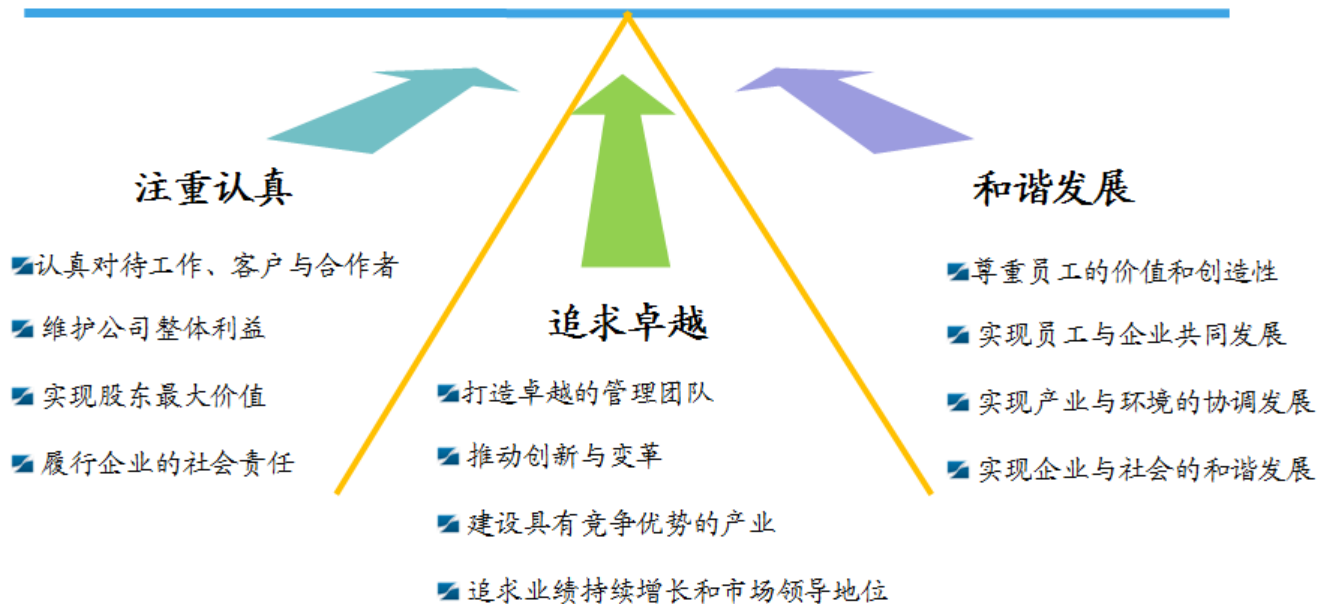 注重认真
认真对待工作、客户与合作者
维护公司整体利益
实现股东最大价值
履行企业的社会责任
追求卓越
打造卓越的管理团队
推动创新与变革
建设具有竞争优势的产业
追求业绩持续增长和市场领导地位
和谐发展
尊重员工的价值和创造性
实现员工与企业共同发展
实现产业与环境的协调发展
实现企业与社会的和谐发展